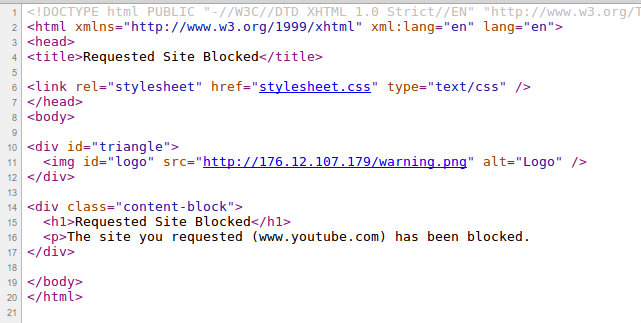 1 <!DOCTYPE html PUBLIC "-//W3C//DTD XHTML 1.0 Strict//EN" "http://www.w3.org/T
2 <html xmlns="http://www.w3.org/1999/xhtml" xml:lang="en" lang="en">
3 <head>
4 <title>Requested Site Blocked</title>
5
6 <link rel="stylesheet" href="stylesheet.css" type="text/css" />
7 </head>
8 <body>
9
10 <div id="triangle">
11   <img id="logo" src="http://176.12.107.179/warning.png" alt="Logo" />
12 </div>
13
14 <div class="content-block">
15   <h1>Requested Site Blocked</h1>
16   <p>The site you requested (www.youtube.com) has been blocked.
17 </div>
18
19 </body>
20 </html>
21